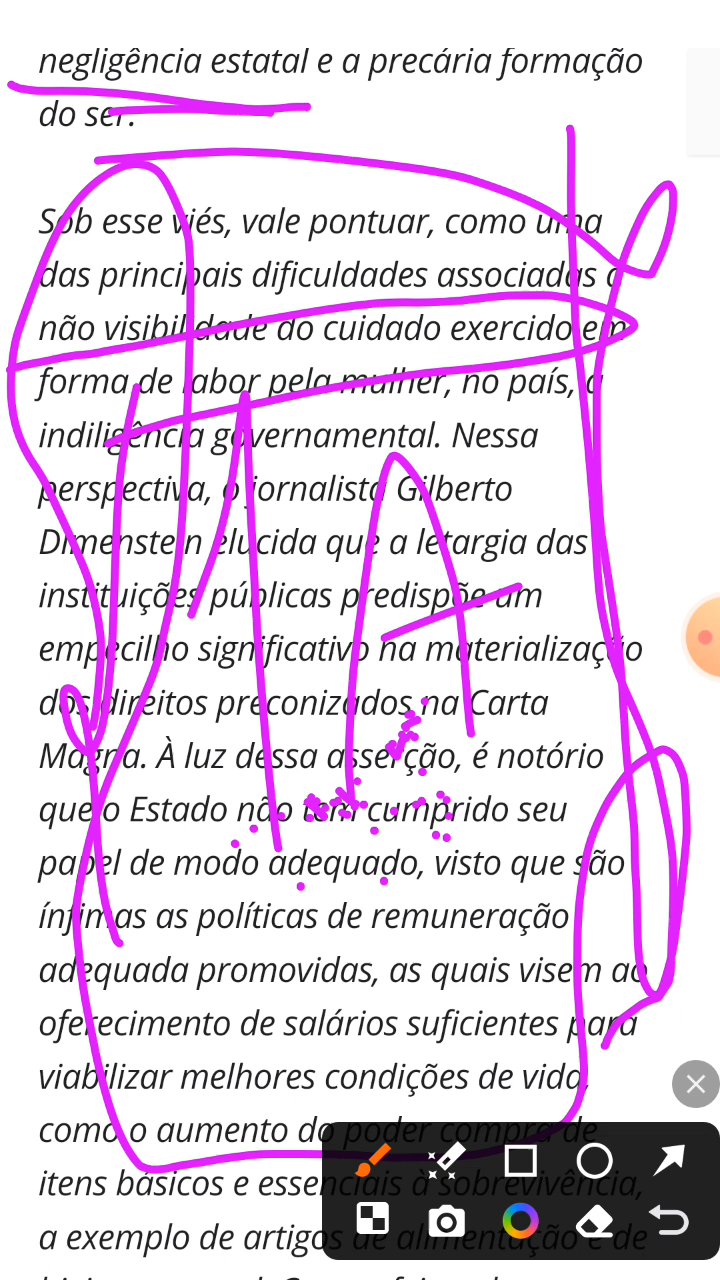 negligência estatal e a precária formação
do ser.
Sob esse viés, vale pontuar, como uma
das principais dificuldades associadas a
não visibilidade do cuidado exercido em
forma de labor pela mulher, no país, a
indiligência governamental. Nessa
perspectiva, o jornalista Gilberto
Dimenstein elucida que a letargia das
instituições públicas predispõe um
empecilho significativo na materialização
dos direitos preconizados na Carta
Magna. À luz dessa asserção, é notório
que o Estado não tem cumprido seu
papel de modo adequado, visto que são
ínfimas as políticas de remuneração
adequada promovidas, as quais visem ao
oferecimento de salários suficientes para
viabilizar melhores condições de vida,
como o aumento do poder compra de
itens básicos e essenciais à sobrevivência,
a exemplo de artigos de alimentação e de